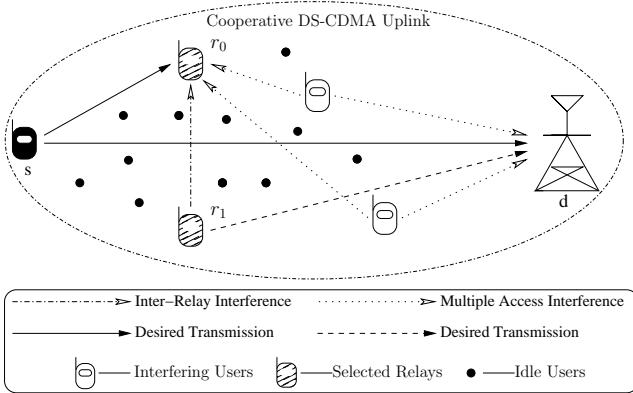 Cooperative DS-CDMA Uplink
r0
s
r1
d
Inter-Relay Interference
Multiple Access Interference
Desired Transmission
Desired Transmission
Interfering Users
Selected Relays
Idle Users